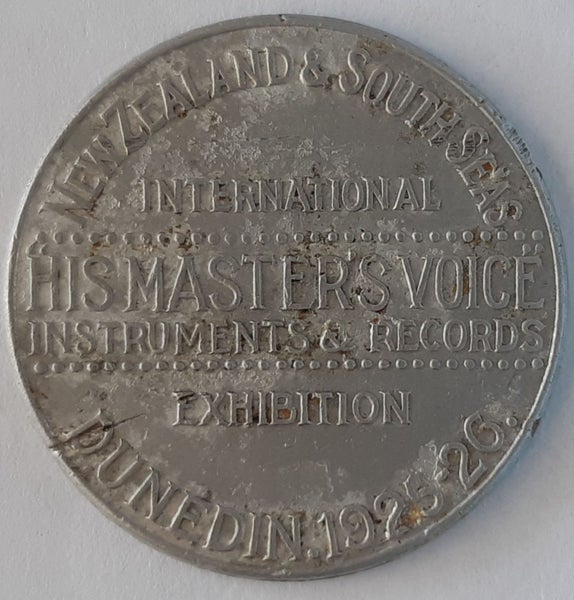 NEW ZEALAND & SOUTH SEAS
INTERNATIONAL
"HIS MASTER'S VOICE"
INSTRUMENTS & RECORDS
EXHIBITION
DUNEDIN. 1925-26.